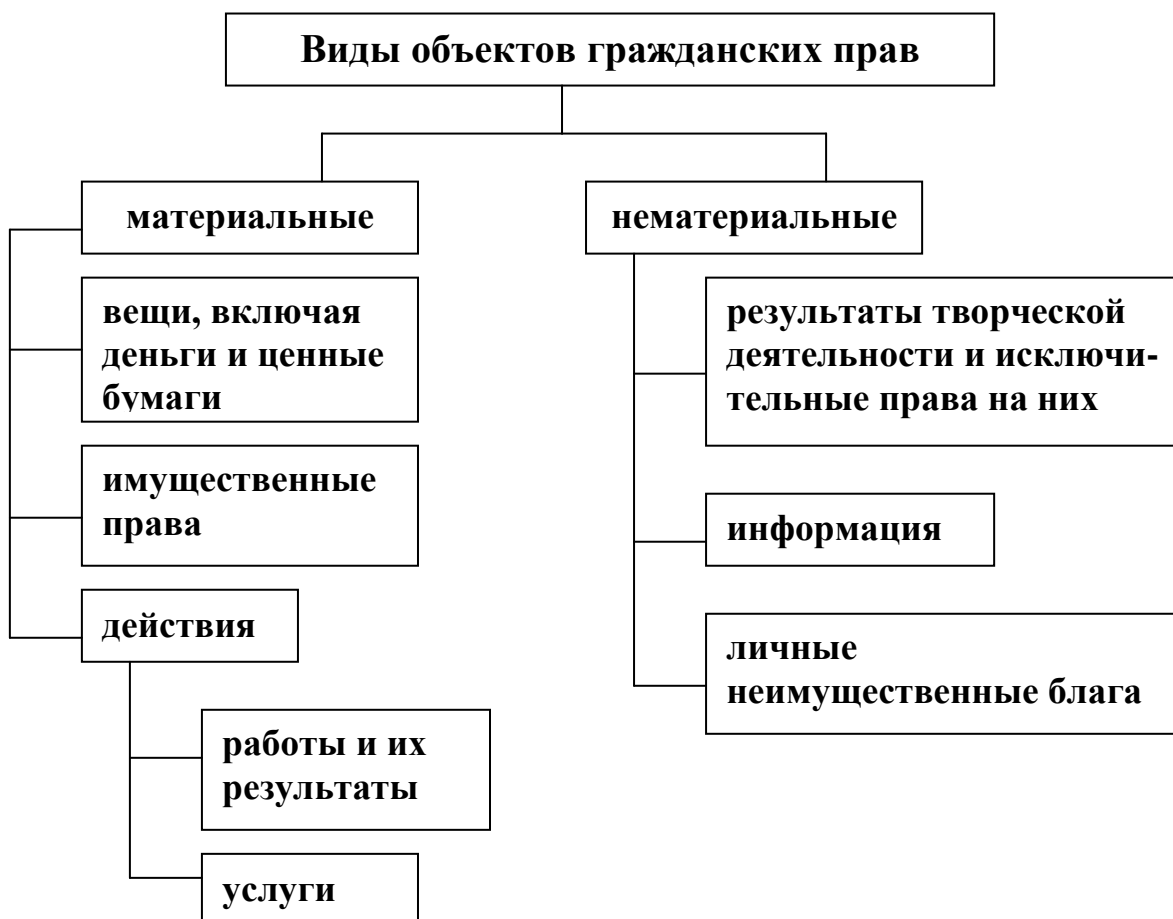 Виды объектов гражданских прав
материальные
вещи, включая
деньги и ценные
бумаги
имущественные
права
действия
работы и их
результаты
услуги
нематериальные
результаты творческой
деятельности и исключи-
тельные права на них
информация
личные
неимущественные блага